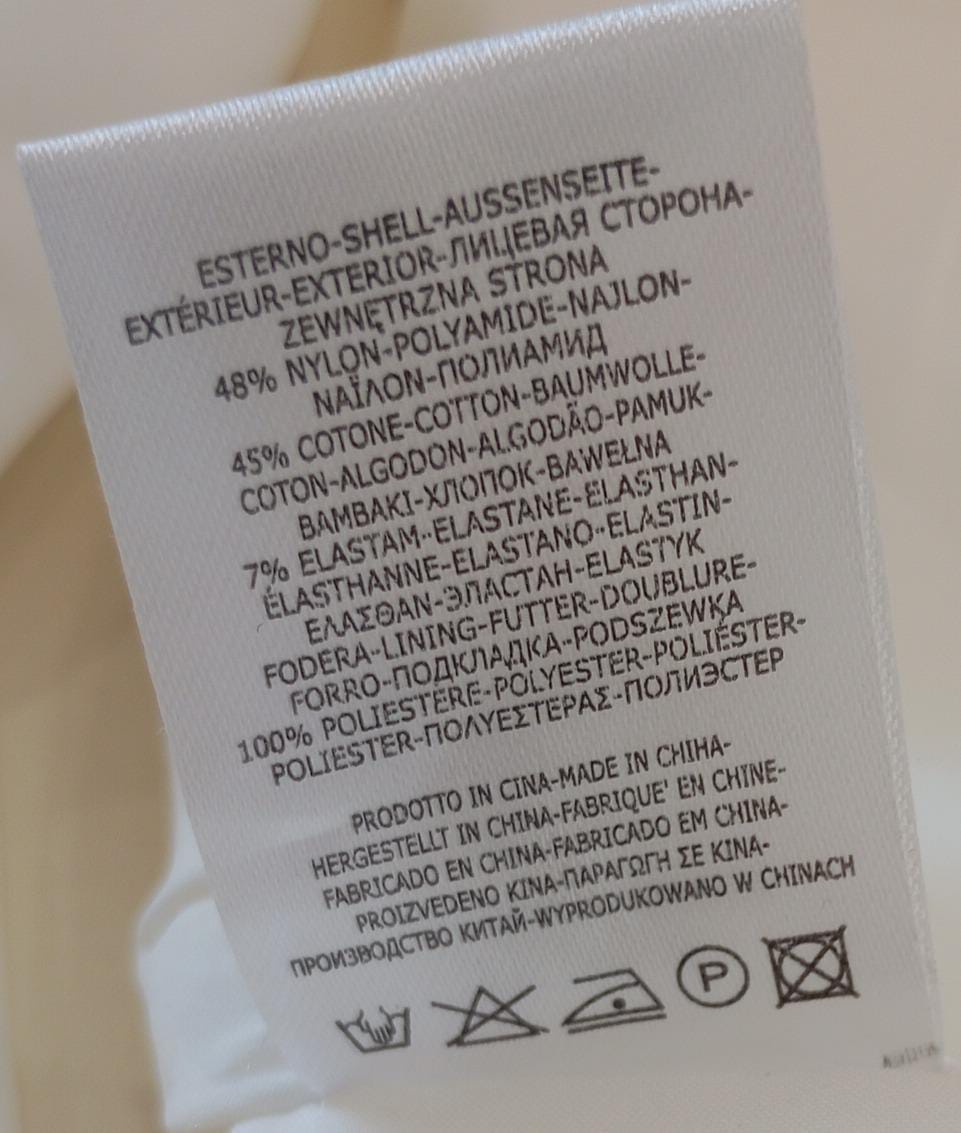 ESTERNO-SHELL-AUSSENSEITE-
EXTÉRIEUR-EXTERIOR-ЛИЦЕВАЯ СТОРОНА-
ZEWNĘTRZNA STRONA
48% NYLON-POLYAMIDE-NAJLON-
ΝΑΪΛΟΝ-ПОЛИАМИД
45% COTONE-COTTON-BAUMWOLLE-
COTON-ALGODON-ALGODÃO-PAMUK-
BAMBAKI-ХЛОПОК-BAWEŁNA
7% ELASTAM-ELASTANE-ELASTHAN-
ÉLASTHANNE-ELASTANO-ELASTIN-
ΕΛΑΣΘΑΝ-ЭЛАСТАН-ELASTYK
FODERA-LINING-FUTTER-DOUBLURE-
FORRO-ПОДКЛАДКА-PODSZEWKA
100% POLIESTERE-POLYESTER-POLIÉSTER-
POLIESTER-ΠΟΛΥΕΣΤΕΡΑΣ-ПОЛИЭСТЕР
PRODOTTO IN CINA-MADE IN CHIHA-
HERGESTELLT IN CHINA-FABRIQUE' EN CHINE-
FABRICADO EN CHINA-FABRICADO EM CHINA-
PROIZVEDENO KINA-ΠΑΡΑΓΩΓΗ ΣΕ ΚΙΝΑ-
ПРОИЗВОДСТВО КИТАЙ-WYPRODUKOWANO W CHINACH
P